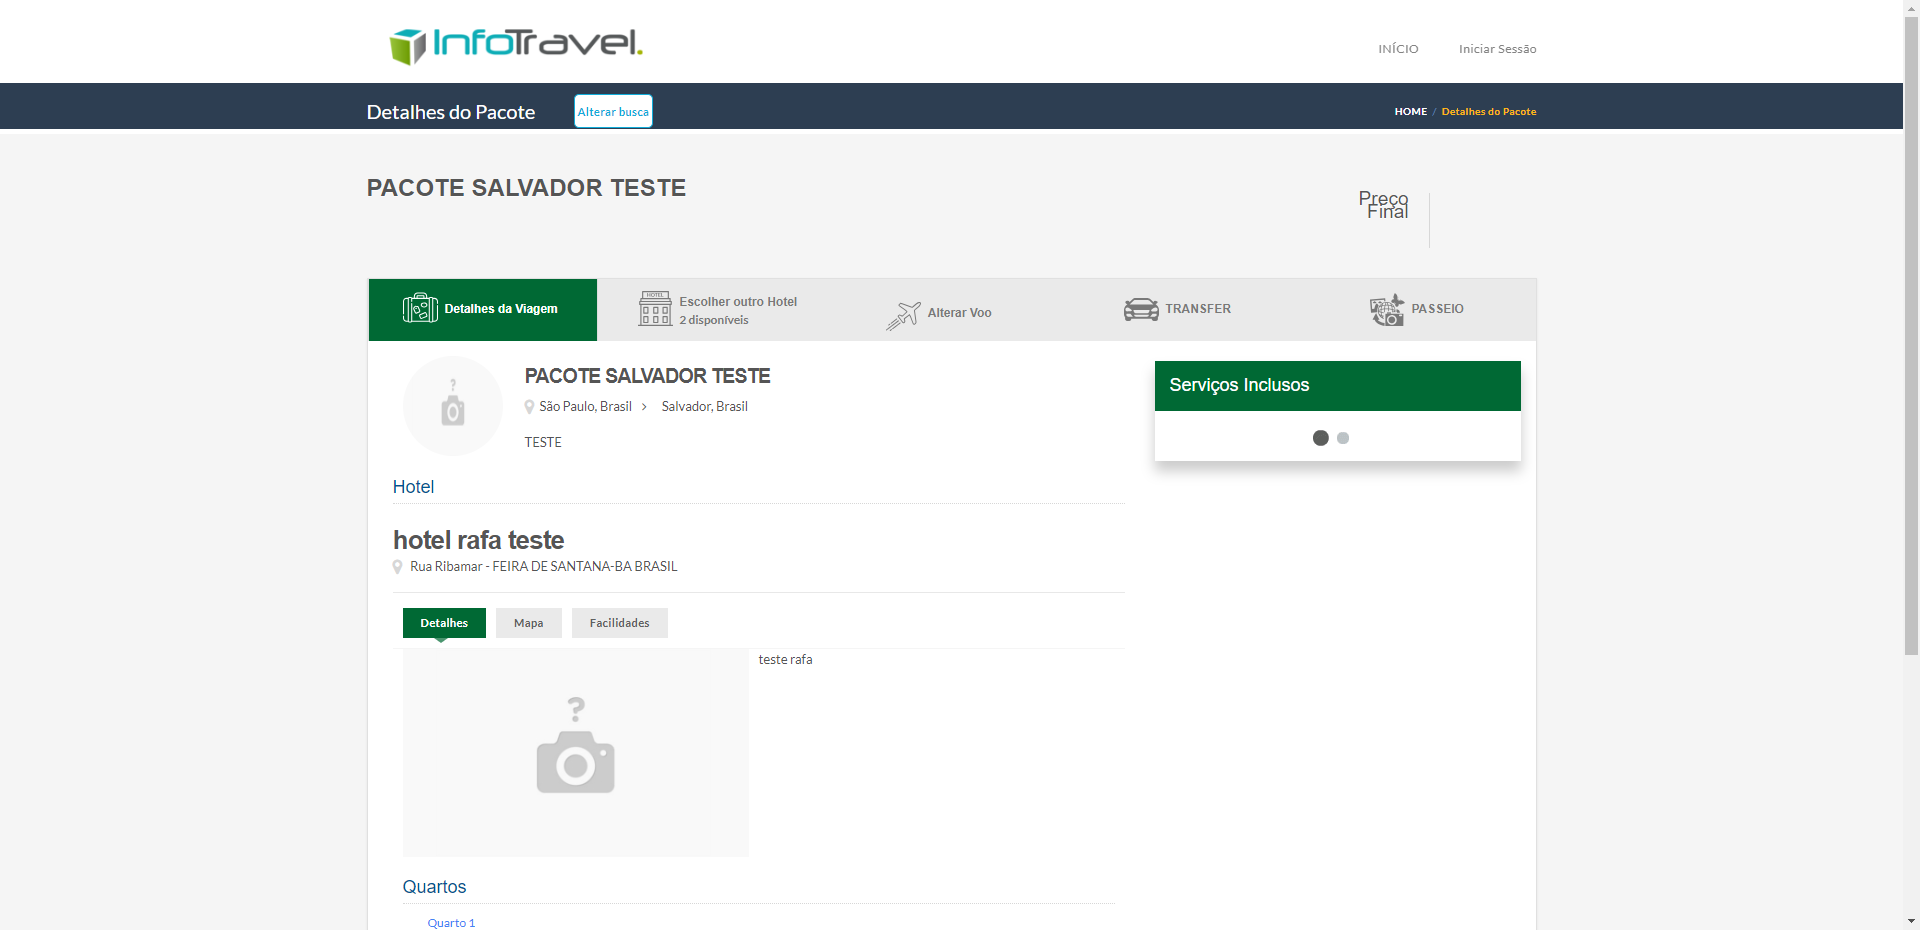 InfoTravel.
INÍCIO
Iniciar Sessão
Detalhes do Pacote
Alterar busca
HOME / Detalhes do Pacote
PACOTE SALVADOR TESTE
Preço
Final
Detalhes da Viagem
HOTEL
Escolher outro Hotel
2 disponíveis
Alterar Voo
TRANSFER
PASSEIO
?
PACOTE SALVADOR TESTE
São Paulo, Brasil > Salvador, Brasil
TESTE
Serviços Inclusos
Hotel
hotel rafa teste
Rua Ribamar - FEIRA DE SANTANA-BA BRASIL
Detalhes
Mapa
Facilidades
?
teste rafa
Quartos
Quarto 1